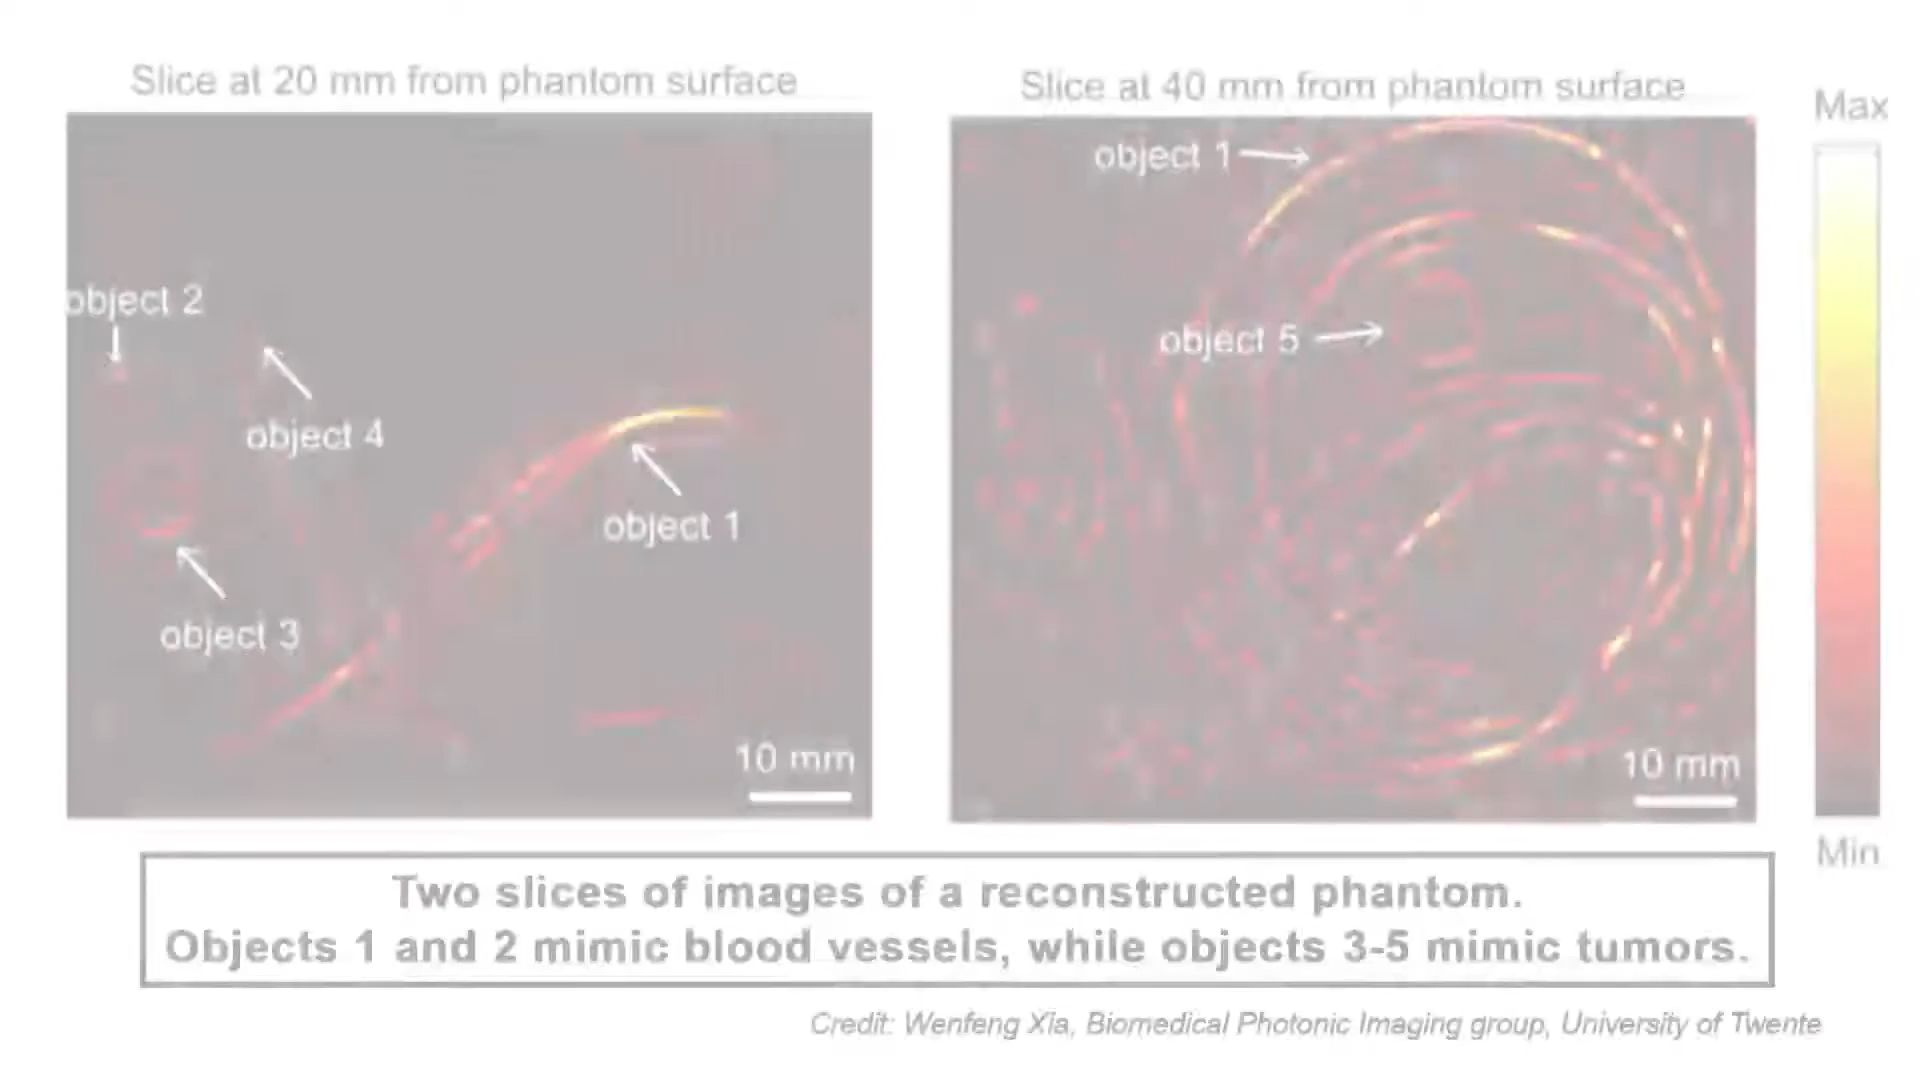 Slice at 20 mm from phantom surface
Slice at 40 mm from phantom surface
Max
object 1
object 2
object 5
object 4
object 1
object 3
10 mm
10 mm
Min
Two slices of images of a reconstructed phantom.
Objects 1 and 2 mimic blood vessels, while objects 3-5 mimic tumors.
Credit: Wenfeng Xia, Biomedical Photonic Imaging group, University of Twente